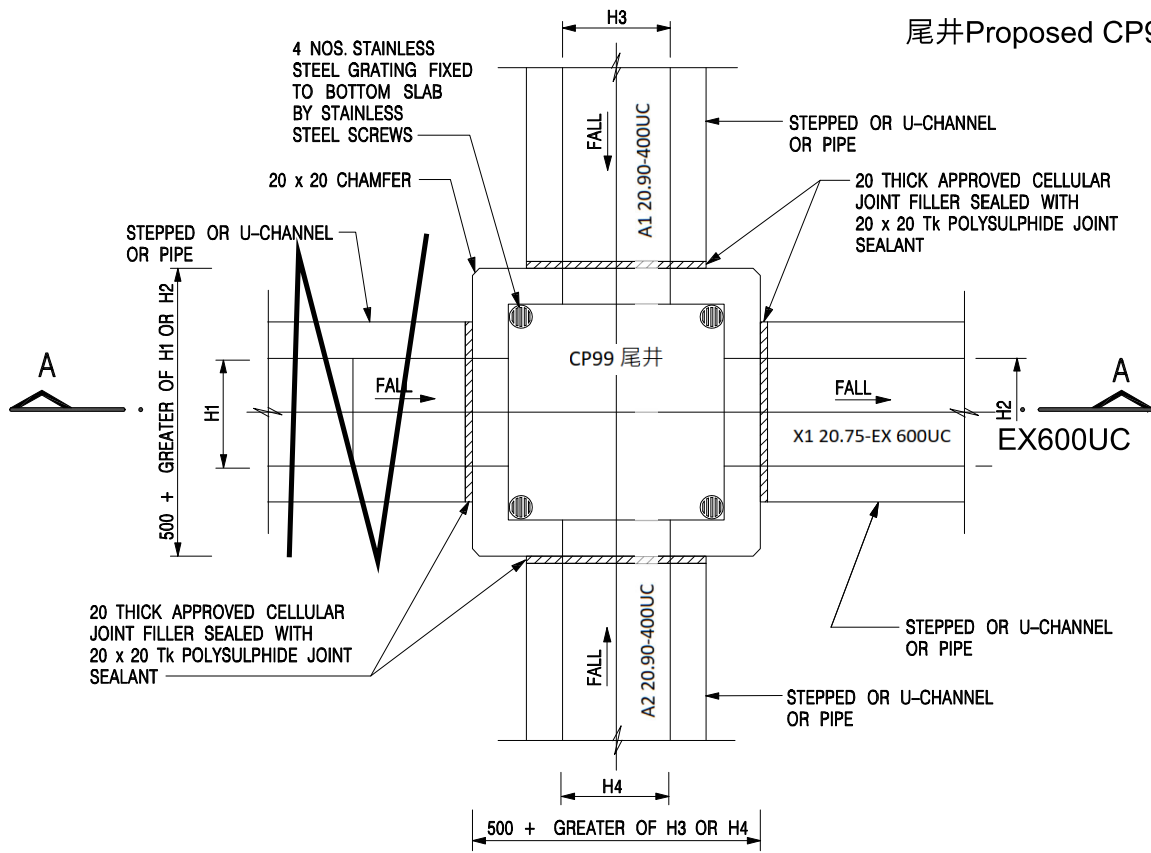 H3
尾井Proposed CP9
4 NOS. STAINLESS
STEEL GRATING FIXED
TO BOTTOM SLAB
BY STAINLESS
STEEL SCREWS
FALL
A1 20.90-400UC
STEPPED OR U-CHANNEL
OR PIPE
20 x 20 CHAMFER
20 THICK APPROVED CELLULAR
JOINT FILLER SEALED WITH
20 x 20 Tk POLYSULPHIDE JOINT
SEALANT
STEPPED OR U-CHANNEL
OR PIPE
500 + GREATER OF H1 OR H2
A
H1
FALL
CP99 尾井
FALL
X1 20.75-EX 600UC
H2
A
EX600UC
20 THICK APPROVED CELLULAR
JOINT FILLER SEALED WITH
20 x 20 Tk POLYSULPHIDE JOINT
SEALANT
FALL
A2 20.90-400UC
STEPPED OR U-CHANNEL
OR PIPE
STEPPED OR U-CHANNEL
OR PIPE
H4
500 + GREATER OF H3 OR H4